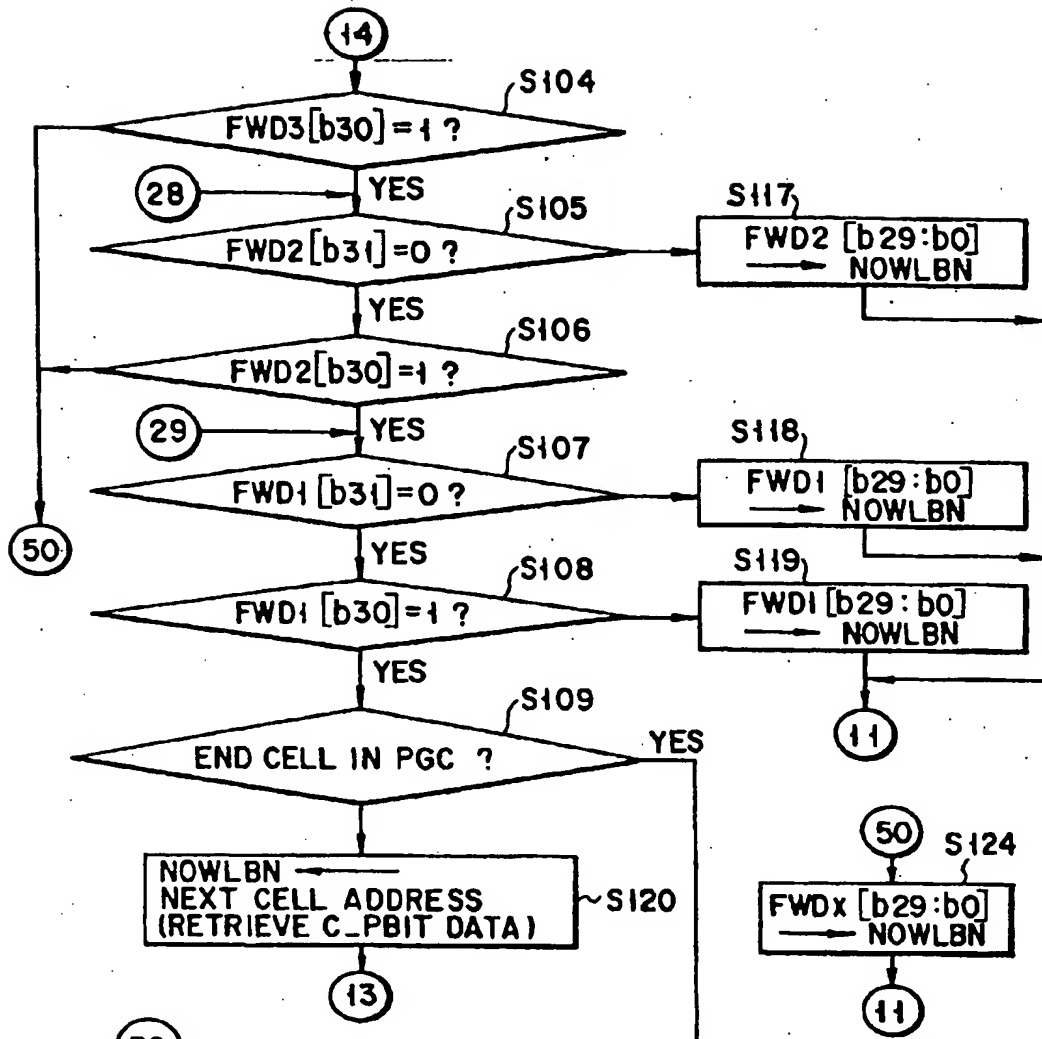 14
S104
FWD3[b30]=1 ?
YES
28
S105
FWD2[b31]=0 ?
YES
S117
FWD2 [b29:b0]
→ NOWLBN
S106
FWD2[b30]=1 ?
YES
29
S107
FWD1[b31]=0 ?
YES
S118
FWD1 [b29:b0]
→ NOWLBN
50
S108
FWD1[b30]=1 ?
YES
S119
FWD1[b29:b0]
→ NOWLBN
11
S109
END CELL IN PGC ?
YES
NOWLBN ←
NEXT CELL ADDRESS
(RETRIEVE C_PBIT DATA)
S120
13
50
S124
FWDX [b29:b0]
→ NOWLBN
11